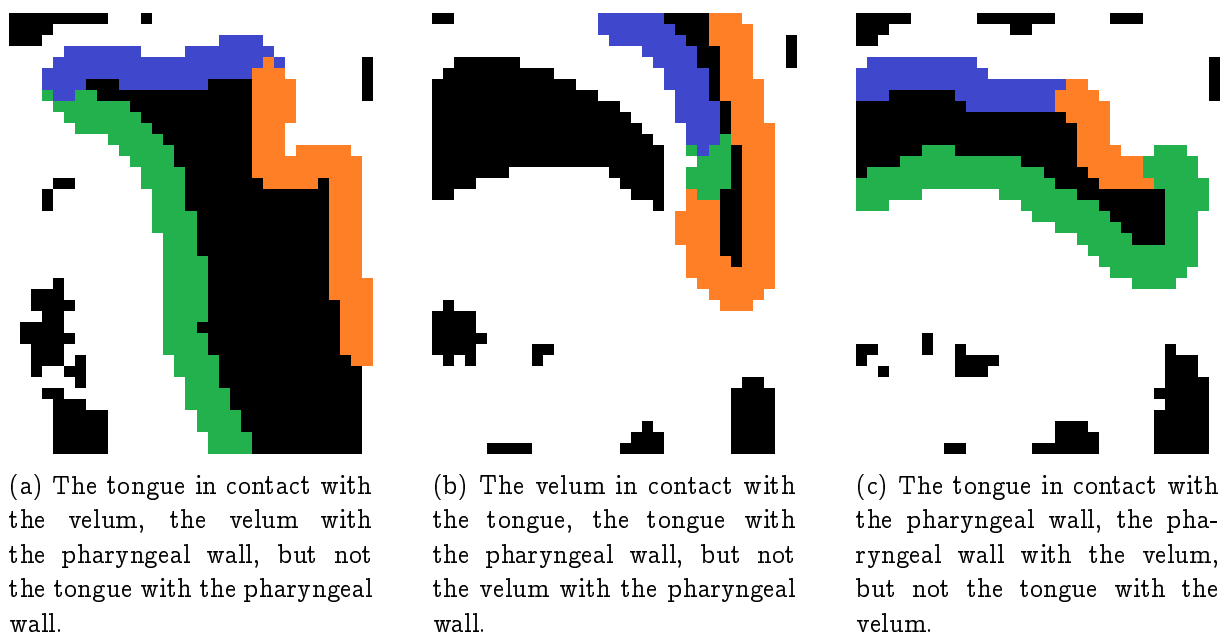 (a) The tongue in contact with
the velum, the velum with
the pharyngeal wall, but not
the tongue with the pharyngeal
wall.
(b) The velum in contact with
the tongue, the tongue with
the pharyngeal wall, but not
the velum with the pharyngeal
wall.
(c) The tongue in contact with
the pharyngeal wall, the pha-
ryngeal wall with the velum,
but not the tongue with the
velum.